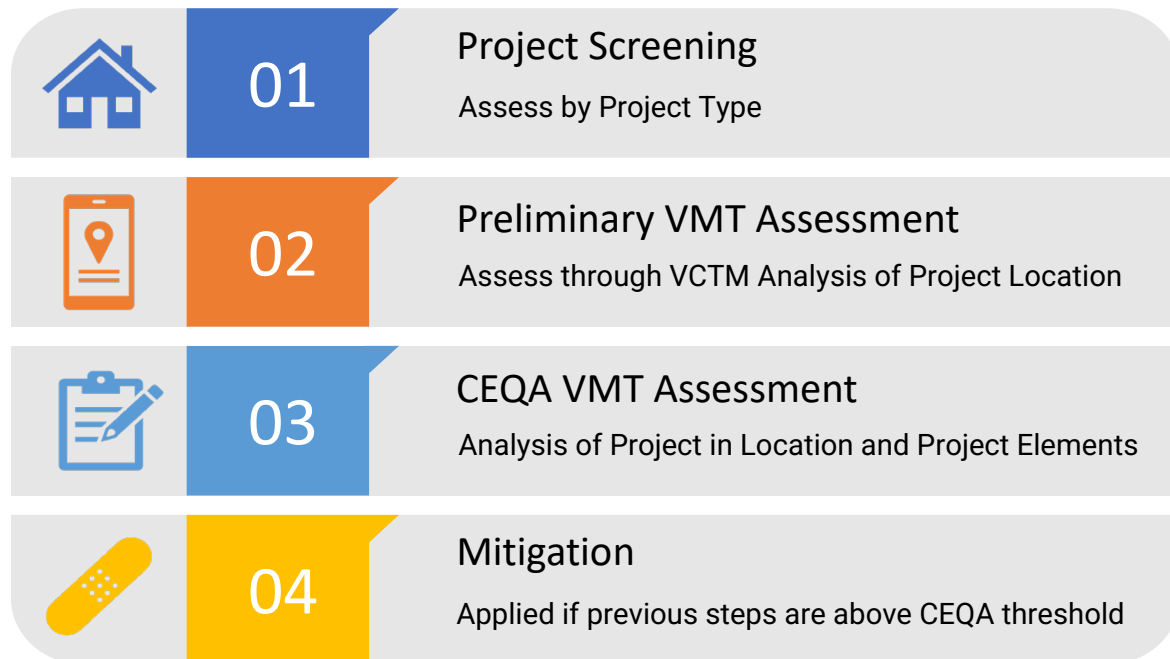 01
Project Screening
Assess by Project Type
02
Preliminary VMT Assessment
Assess through VCTM Analysis of Project Location
03
CEQA VMT Assessment
Analysis of Project in Location and Project Elements
04
Mitigation
Applied if previous steps are above CEQA threshold